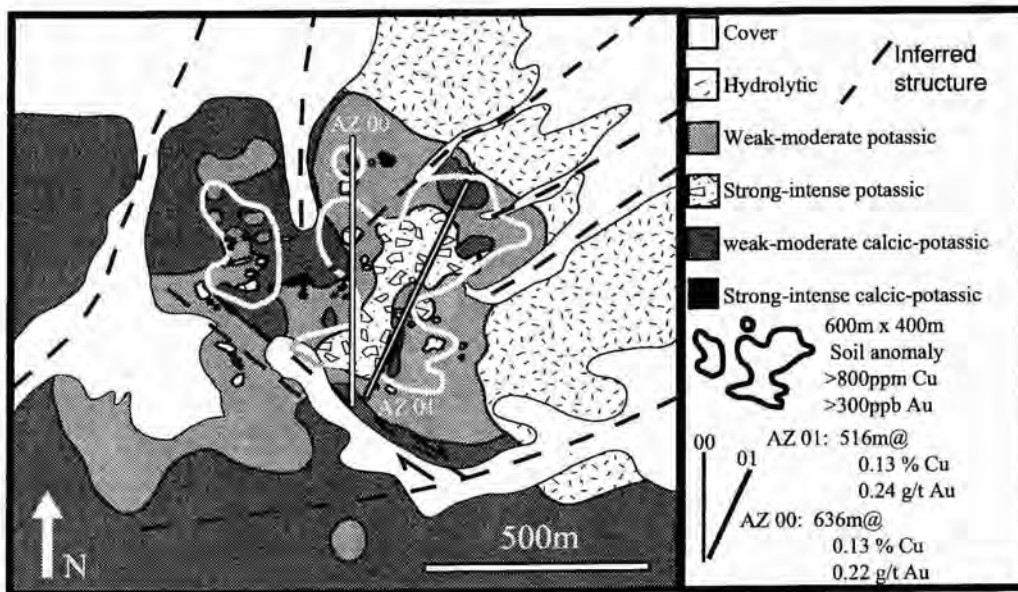 AZ 00
AZ 01
N
500m
Cover
Inferred
structure
Hydrolytic
Weak-moderate potassic
Strong-intense potassic
weak-moderate calcic-potassic
Strong-intense calcic-potassic
600m x 400m
Soil anomaly
>800ppm Cu
>300ppb Au
00
01
AZ 01: 516m@
0.13 % Cu
0.24 g/t Au
AZ 00: 636m@
0.13 % Cu
0.22 g/t Au